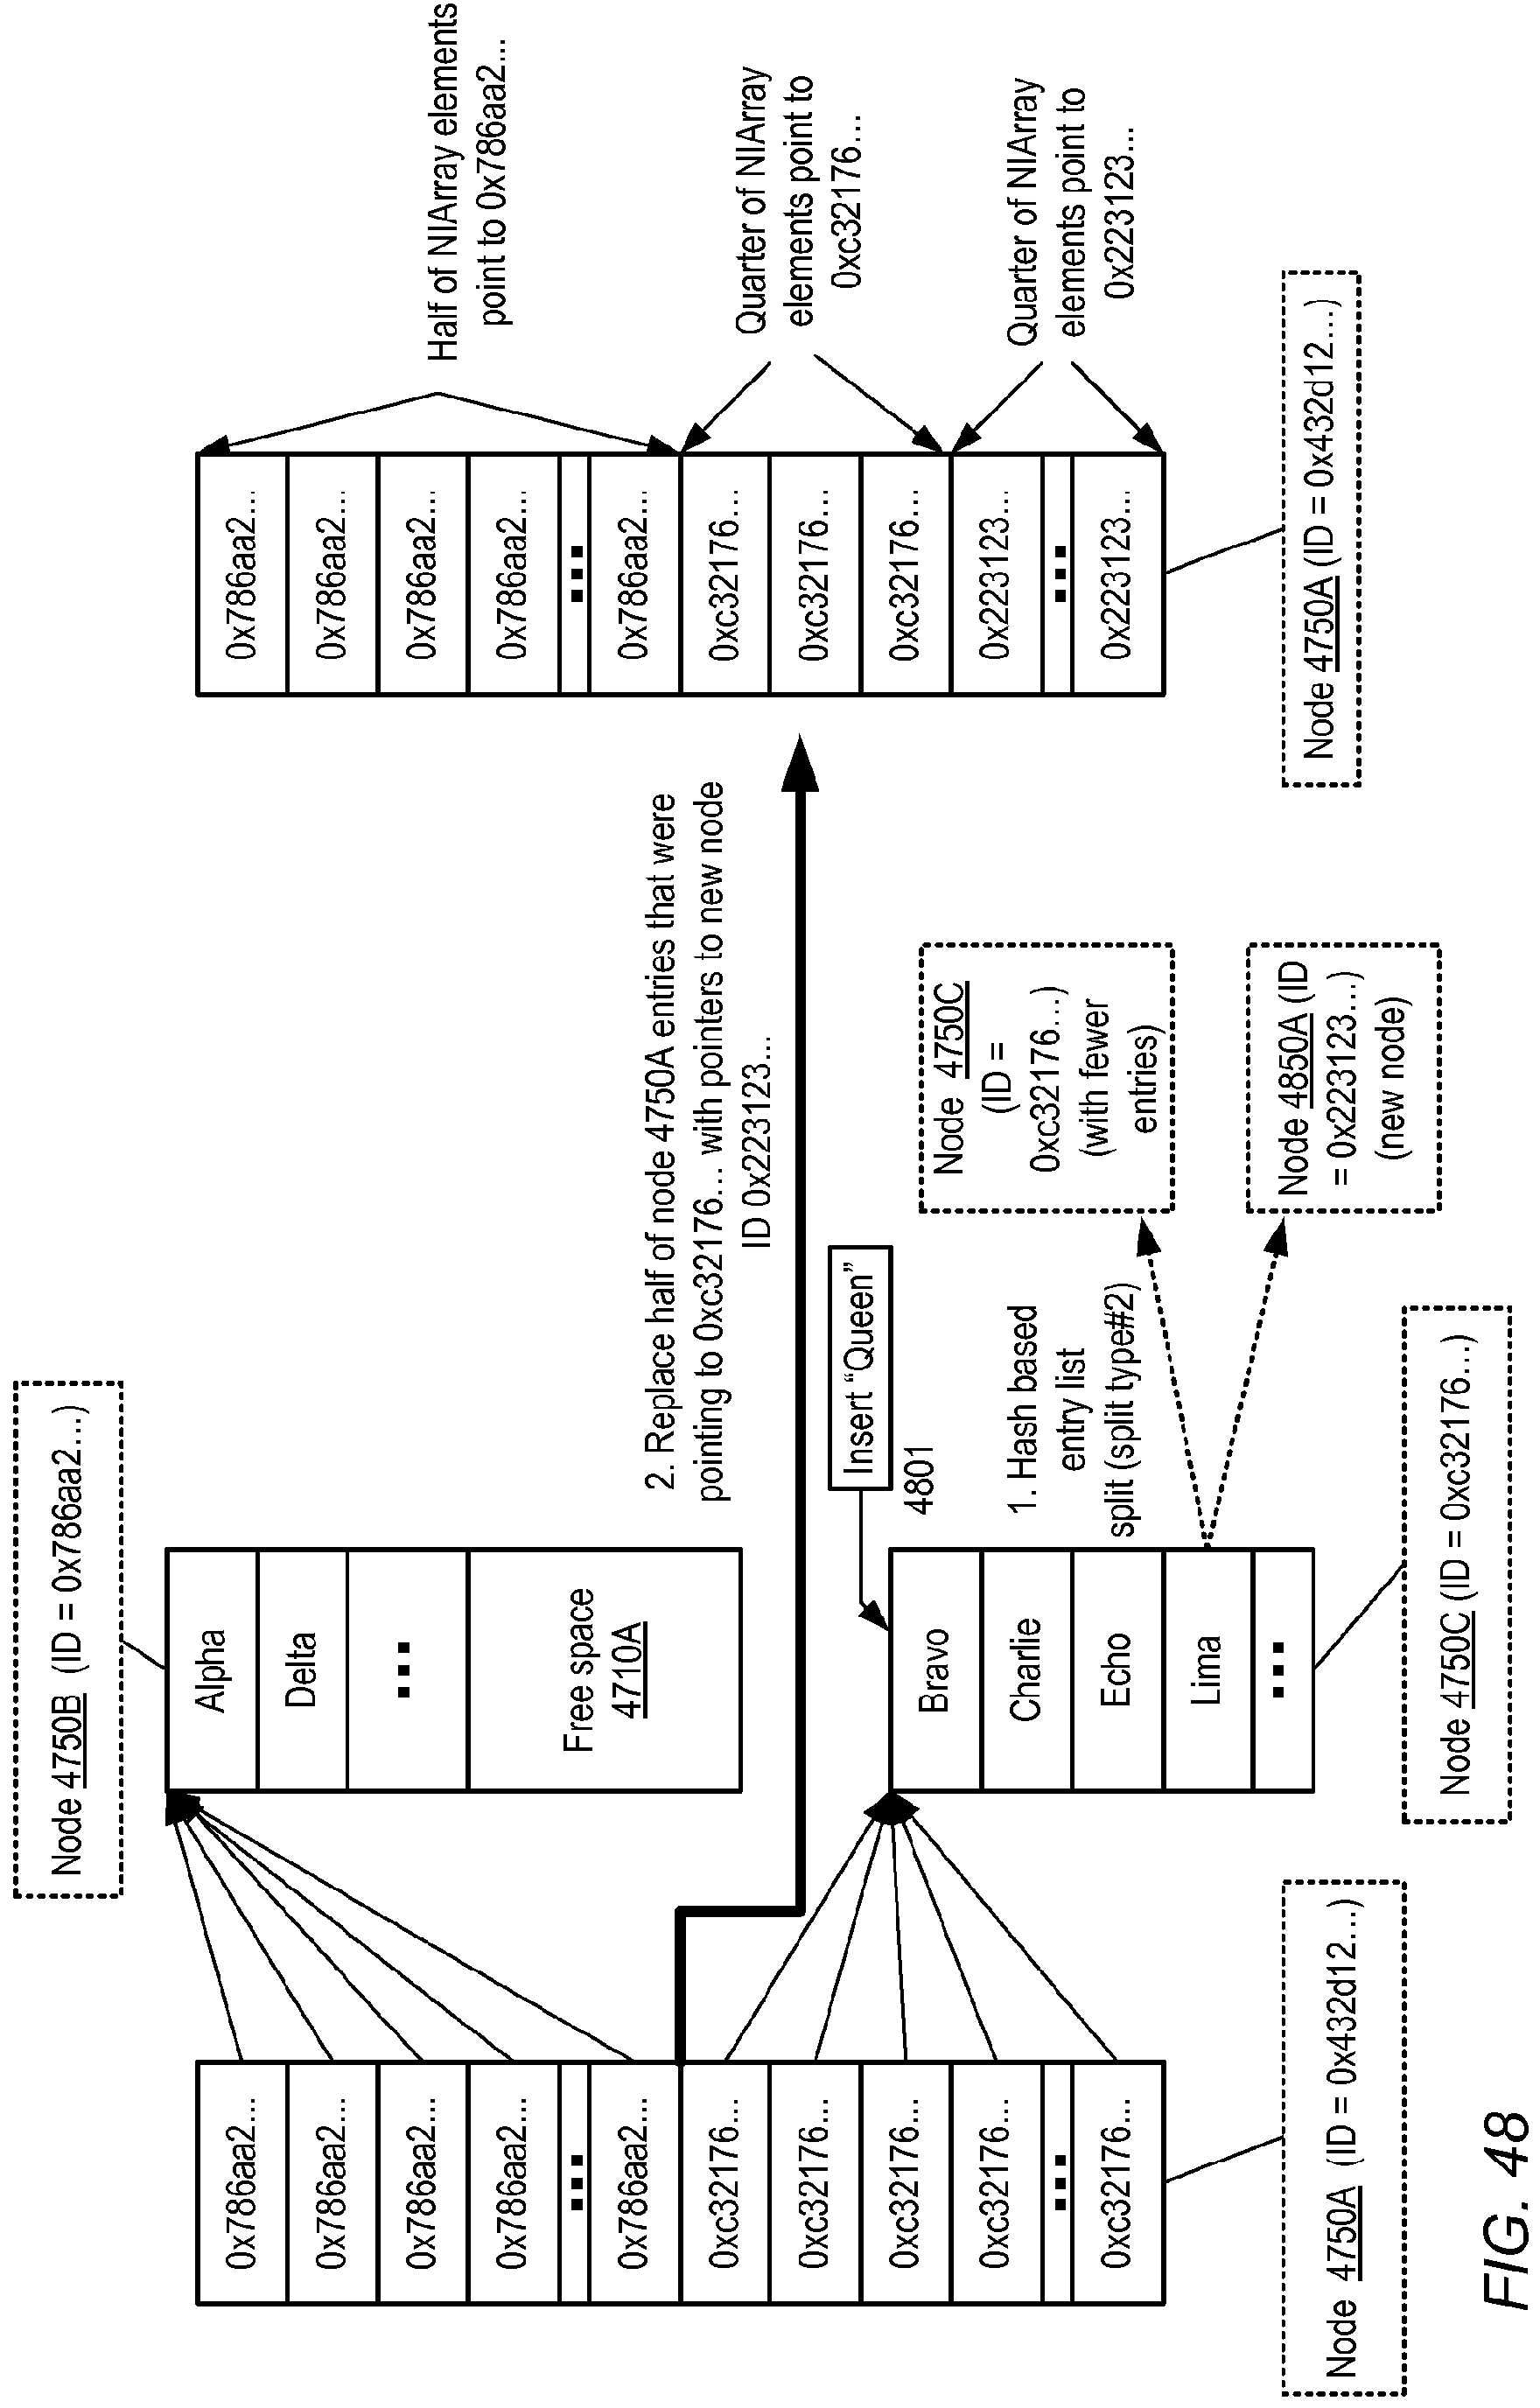 Node 4750B (ID = 0x786aa2...)
0x786aa2...
0x786aa2...
0x786aa2...
0x786aa2...
...
0x786aa2...
0xc32176...
0xc32176...
0xc32176...
0xc32176...
...
0xc32176...
Node 4750A (ID = 0x432d12...)
Alpha
Delta
...
Free space
4710A
Insert “Queen”
4801
Bravo
Charlie
Echo
Lima
...
Node 4750C (ID = 0xc32176...)
1. Hash based
entry list
split (split type#2)
Node 4750C
(ID =
0xc32176...)
(with fewer
entries)
Node 4850A (ID
= 0x223123...)
(new node)
2. Replace half of node 4750A entries that were
pointing to 0xc32176... with pointers to new node
ID 0x223123...
0x786aa2...
0x786aa2...
0x786aa2...
0x786aa2...
...
0x786aa2...
0xc32176...
0xc32176...
0xc32176...
0x223123...
...
0x223123...
Node 4750A (ID = 0x432d12...)
Half of NIArray elements
point to 0x786aa2...
Quarter of NIArray
elements point to
0xc32176...
Quarter of NIArray
elements point to
0x223123...
FIG. 48